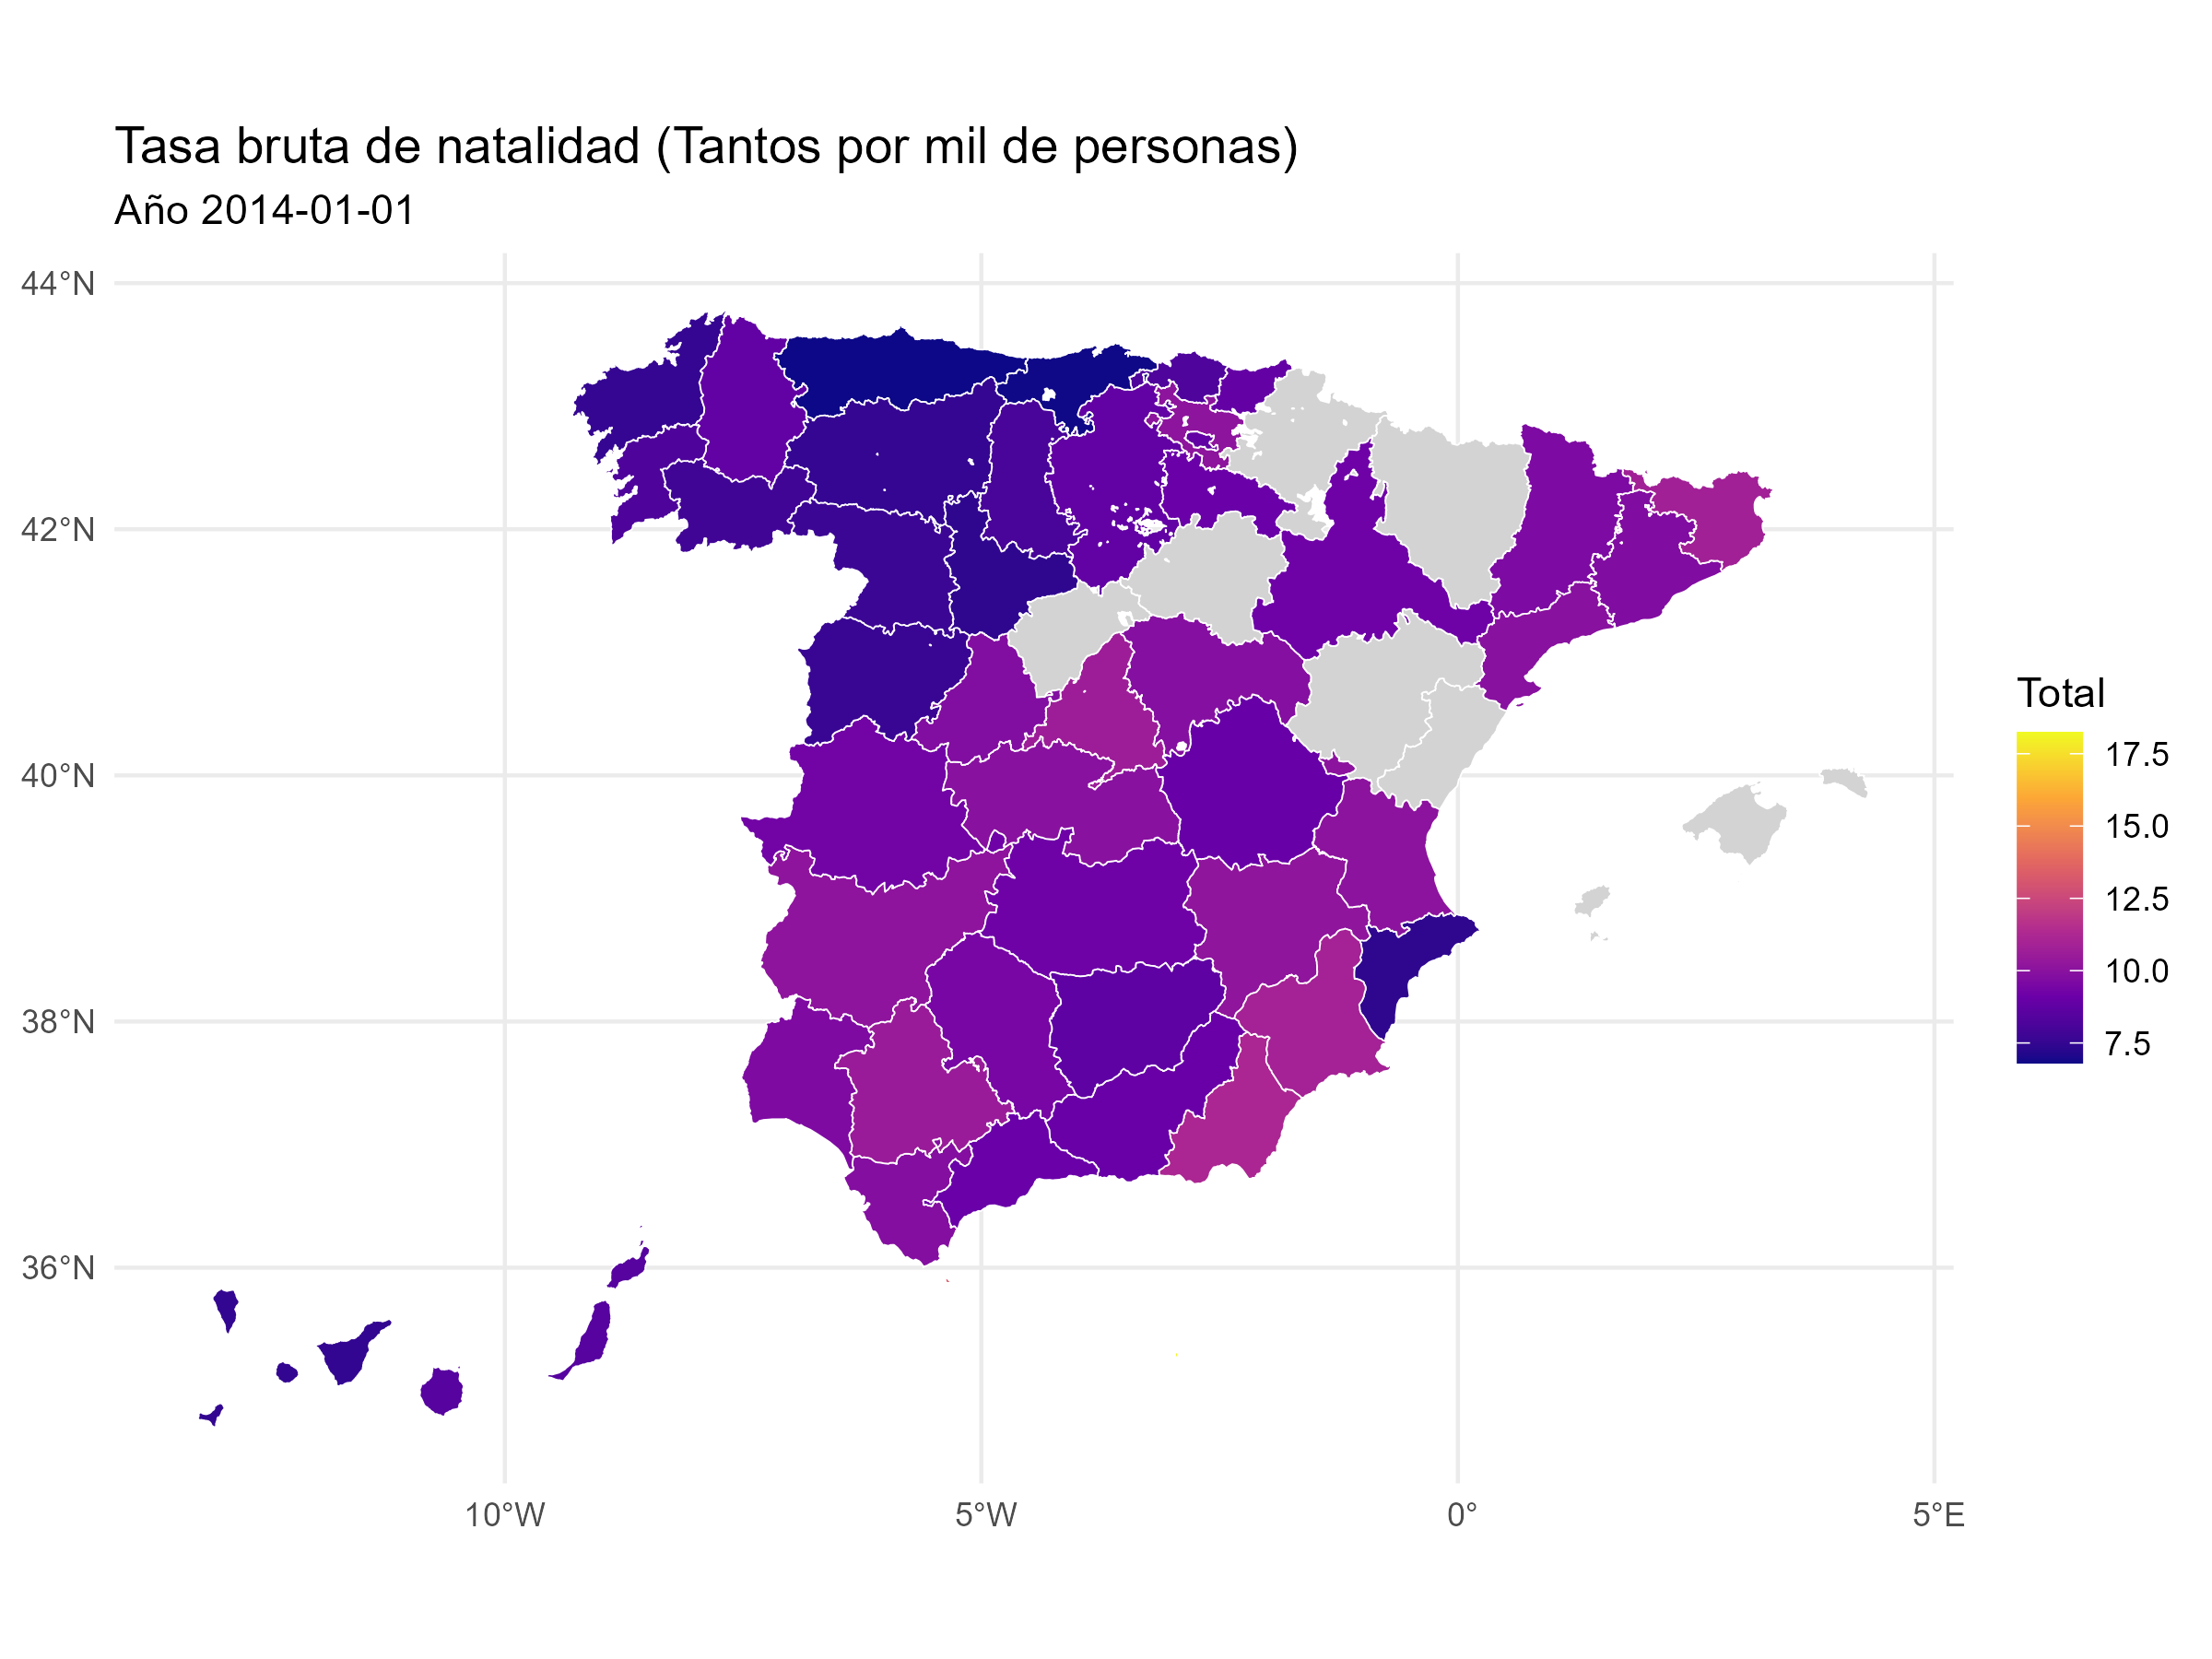 Tasa bruta de natalidad (Tantos por mil de personas)
Año 2014-01-01
44°N
42°N
40°N
38°N
36°N
10°W
5°W
0°
5°E
Total
17.5
15.0
12.5
10.0
7.5